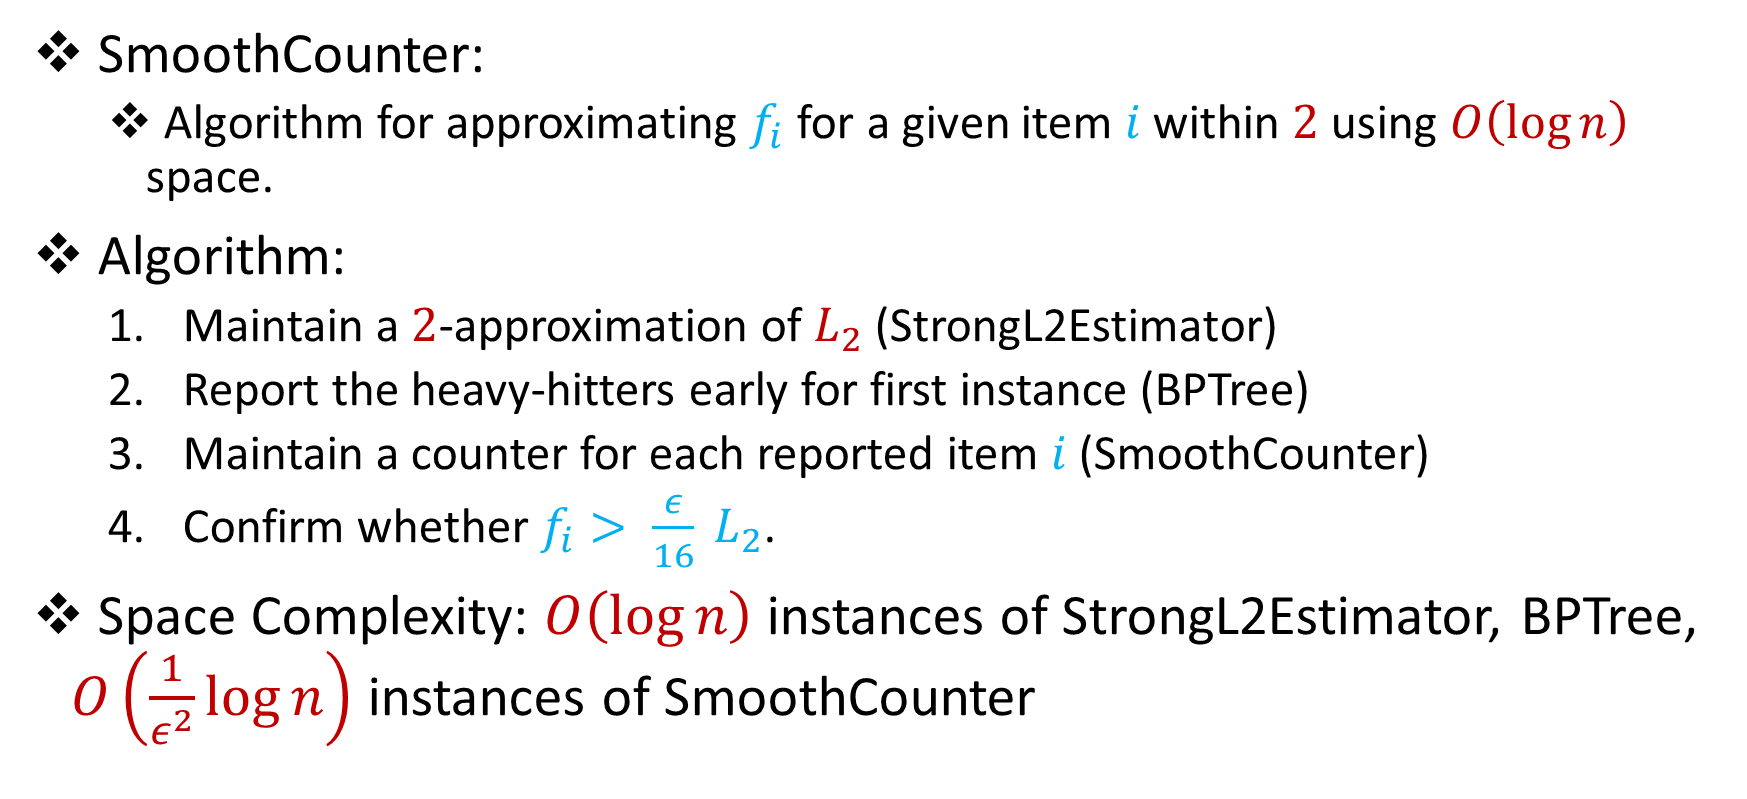 ❖ SmoothCounter:
❖ Algorithm for approximating f_i for a given item i within 2 using O(log n)
space.
❖ Algorithm:
1. Maintain a 2-approximation of L_2 (StrongL2Estimator)
2. Report the heavy-hitters early for first instance (BPTree)
3. Maintain a counter for each reported item i (SmoothCounter)
4. Confirm whether f_i > ϵ/16 L_2.
❖ Space Complexity: O(log n) instances of StrongL2Estimator, BPTree,
O(1/ϵ² log n) instances of SmoothCounter